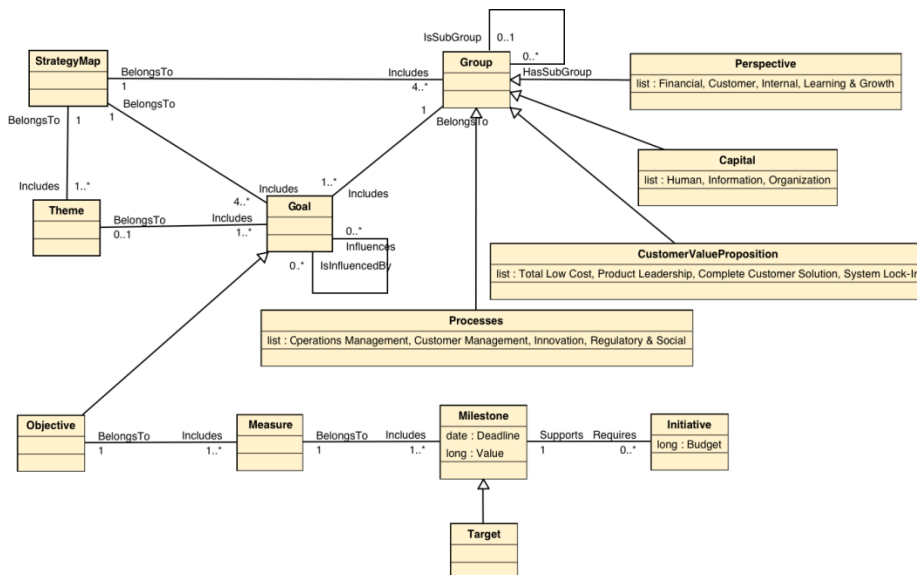 IsSubGroup
0..1
0..*
StrategyMap
Group
HasSubGroup
Perspective
list : Financial, Customer, Internal, Learning & Growth
BelongsTo
1
Includes
4..*
BelongsTo
1
1
BelongsTo
BelongsTo
1
Capital
list : Human, Information, Organization
Includes
1..*
1..*
Includes
Includes
4..*
Theme
Goal
BelongsTo
0..1
Includes
1..*
0..*
Influences
0..*
IsInfluencedBy
CustomerValueProposition
list : Total Low Cost, Product Leadership, Complete Customer Solution, System Lock-In
Processes
list : Operations Management, Customer Management, Innovation, Regulatory & Social
Objective
BelongsTo
1
Includes
1..*
Measure
BelongsTo
1
Includes
1..*
Milestone
date : Deadline
long : Value
Supports
1
Requires
0..*
Initiative
long : Budget
Target